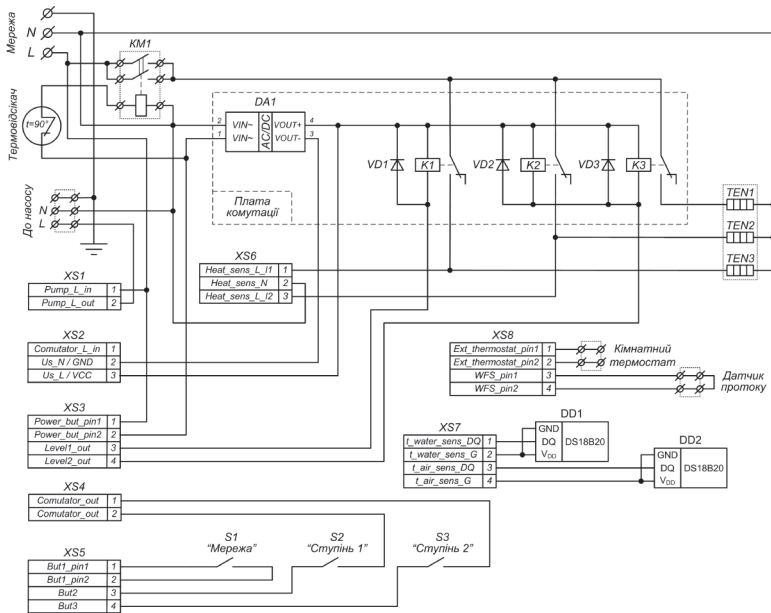 Мережа
N
L
КМ1
Термовідсікач
t=90°
DA1
2 VIN~ AC/DC VOUT+ 4
1 VIN~ VOUT- 3
VD1 K1 VD2 K2 VD3 K3
Плата
комутації
До насосу
N
L
TEN1
TEN2
TEN3
XS1
Pump_L_in 1
Pump_L_out 2
XS6
Heat_sens_L_l1 1
Heat_sens_N 2
Heat_sens_L_l2 3
XS2
Comutator_L_in 1
Us_N / GND 2
Us_L / VCC 3
XS8
Ext_thermostat_pin1 1
Ext_thermostat_pin2 2
WFS_pin1 3
WFS_pin2 4
Кімнатний
термостат
Датчик
протоку
XS3
Power_but_pin1 1
Power_but_pin2 2
Level1_out 3
Level2_out 4
XS7
t_water_sens_DQ 1
t_water_sens_G 2
t_air_sens_DQ 3
t_air_sens_G 4
DD1
GND
DQ DS18B20
VDD
DD2
GND
DQ DS18B20
VDD
XS4
Comutator_out 1
Comutator_out 2
XS5
But1_pin1 1
But1_pin2 2
But2 3
But3 4
S1
“Мережа”
S2
“Ступінь 1”
S3
“Ступінь 2”